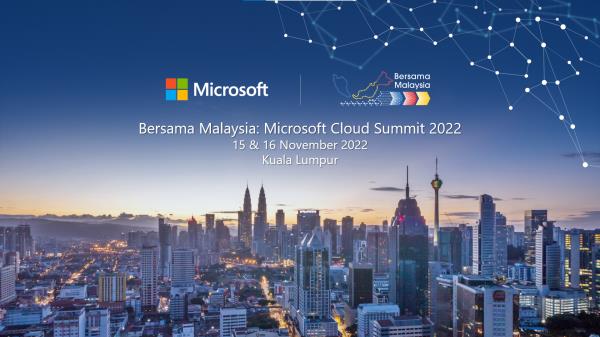 Microsoft
Bersama
Malaysia
Bersama Malaysia: Microsoft Cloud Summit 2022
15 & 16 November 2022
Kuala Lumpur